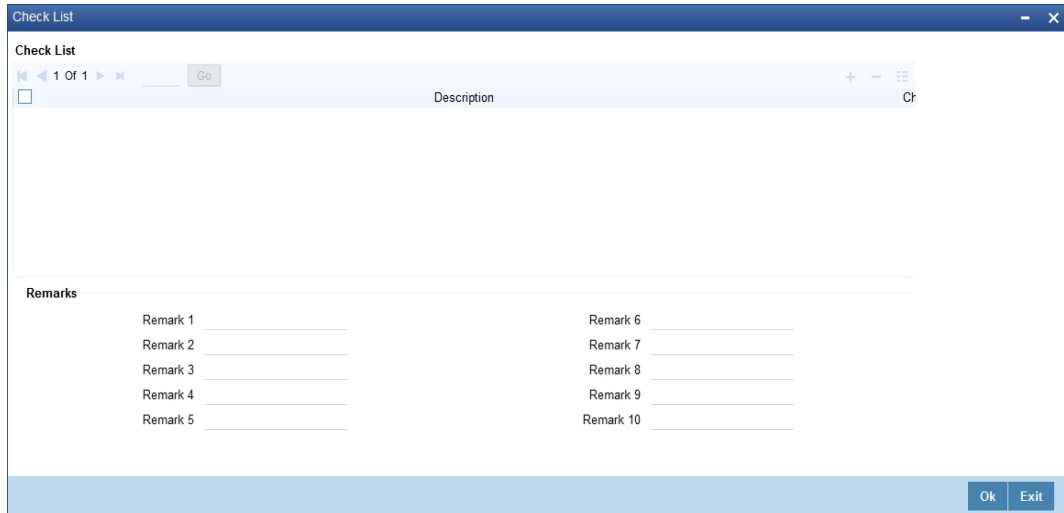 Check List
Check List
1 Of 1 Go
Description Ch
Remarks
Remark 1 Remark 6
Remark 2 Remark 7
Remark 3 Remark 8
Remark 4 Remark 9
Remark 5 Remark 10
Ok Exit